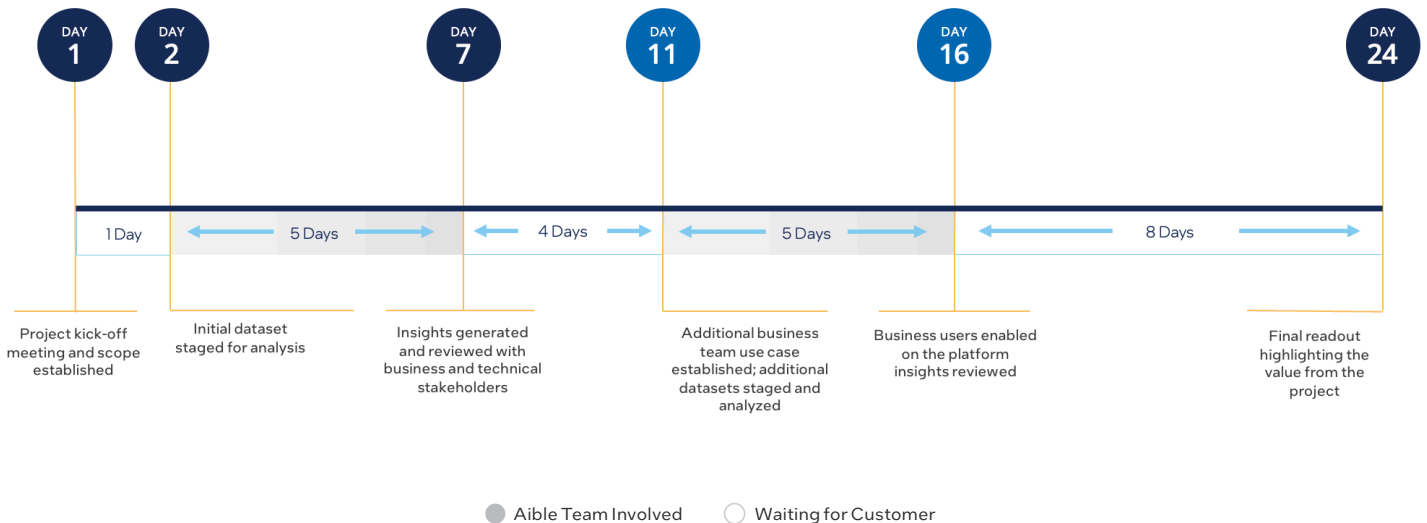 DAY
1
DAY
2
DAY
7
DAY
11
DAY
16
DAY
24
1 Day
5 Days
4 Days
5 Days
8 Days
Project kick-off
meeting and scope
established
Initial dataset
staged for analysis
Insights generated
and reviewed with
business and technical
stakeholders
Additional business
team use case
established; additional
datasets staged and
analyzed
Business users enabled
on the platform
insights reviewed
Final readout
highlighting the
value from the
project
Aible Team Involved
Waiting for Customer